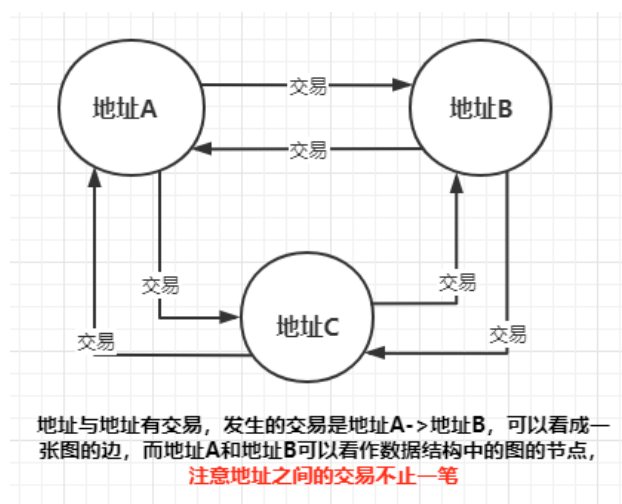 地址A
交易
地址B
交易
交易
交易
地址C
交易
交易
地址与地址有交易，发生的交易是地址A->地址B，可以看成一
张图的边，而地址A和地址B可以看作数据结构中的图的节点，
注意地址之间的交易不止一笔